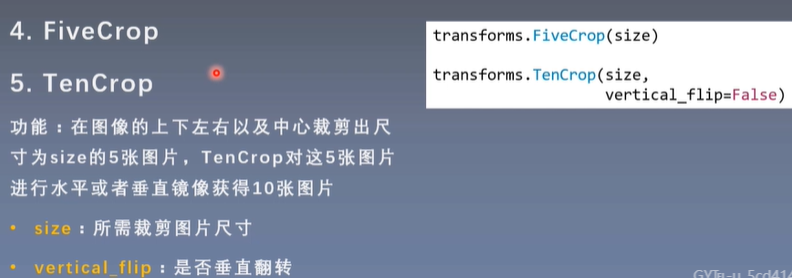 4. FiveCrop
5. TenCrop
功能：在图像的上下左右以及中心裁剪出尺
寸为size的5张图片，TenCrop对这5张图片
进行水平或者垂直镜像获得10张图片
• size：所需裁剪图片尺寸
• vertical_flip：是否垂直翻转
transforms.FiveCrop(size)
transforms.TenCrop(size,
vertical_flip=False)